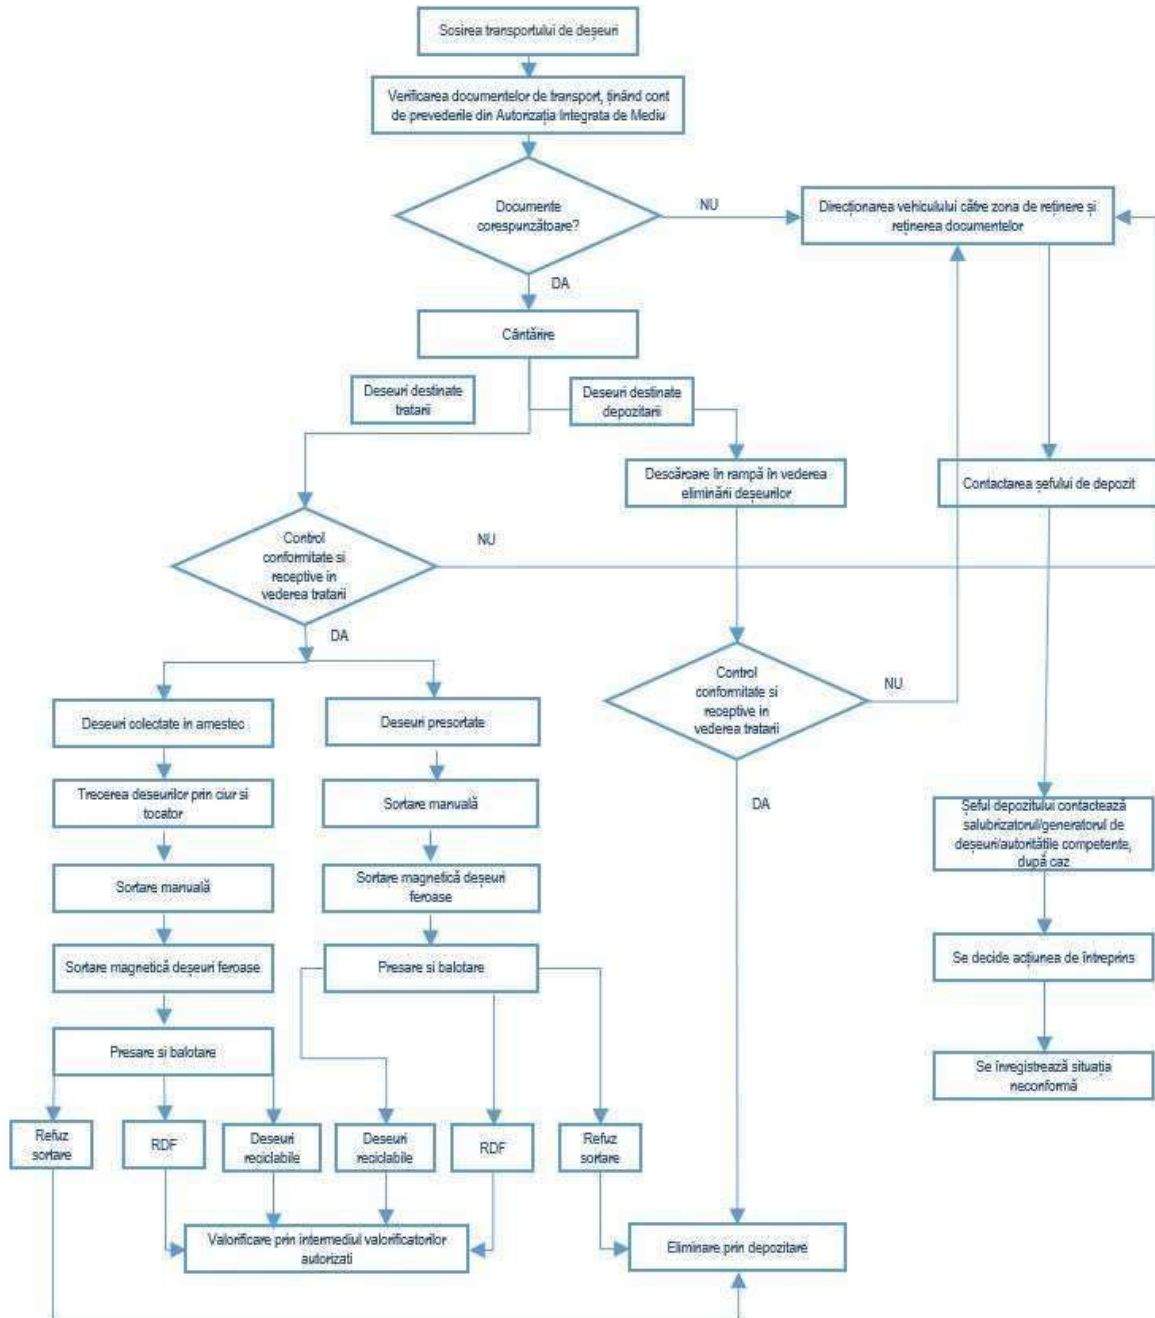 Sosirea transportului de deșeuri
Verificarea documentelor de transport, ținând cont
de prevederile din Autorizația Integrata de Mediu
Documente
corespunzătoare?
NU
Direcționarea vehiculului către zona de reținere și
reținerea documentelor
DA
Cântărire
Deseuri destinate
tratarii
Deseuri destinate
depozitarii
Descărcare în rampă în vederea
eliminării deșeurilor
Contactarea șefului de depozit
Control
conformitate si
receptive in
vederea tratarii
NU
DA
Control
conformitate si
receptive in
vederea tratarii
NU
DA
Deseuri colectate in amestec
Deseuri presortate
Trecerea deseurilor prin ciur si
tocator
Sortare manuală
Șeful depozitului contactează
salubrizatorul/generatorul de
deșeuri/autoritățile competente,
după caz
Sortare manuală
Sortare magnetică deșeuri
feroase
Sortare magnetică deșeuri feroase
Presare si balotare
Se decide acțiunea de întreprins
Presare si balotare
Se înregistrează situația
neconformă
Refuz
sortare
RDF
Deseuri
reciclabile
Deseuri
reciclabile
RDF
Refuz
sortare
Valorificare prin intermediul valorificatorilor
autorizati
Eliminare prin depozitare